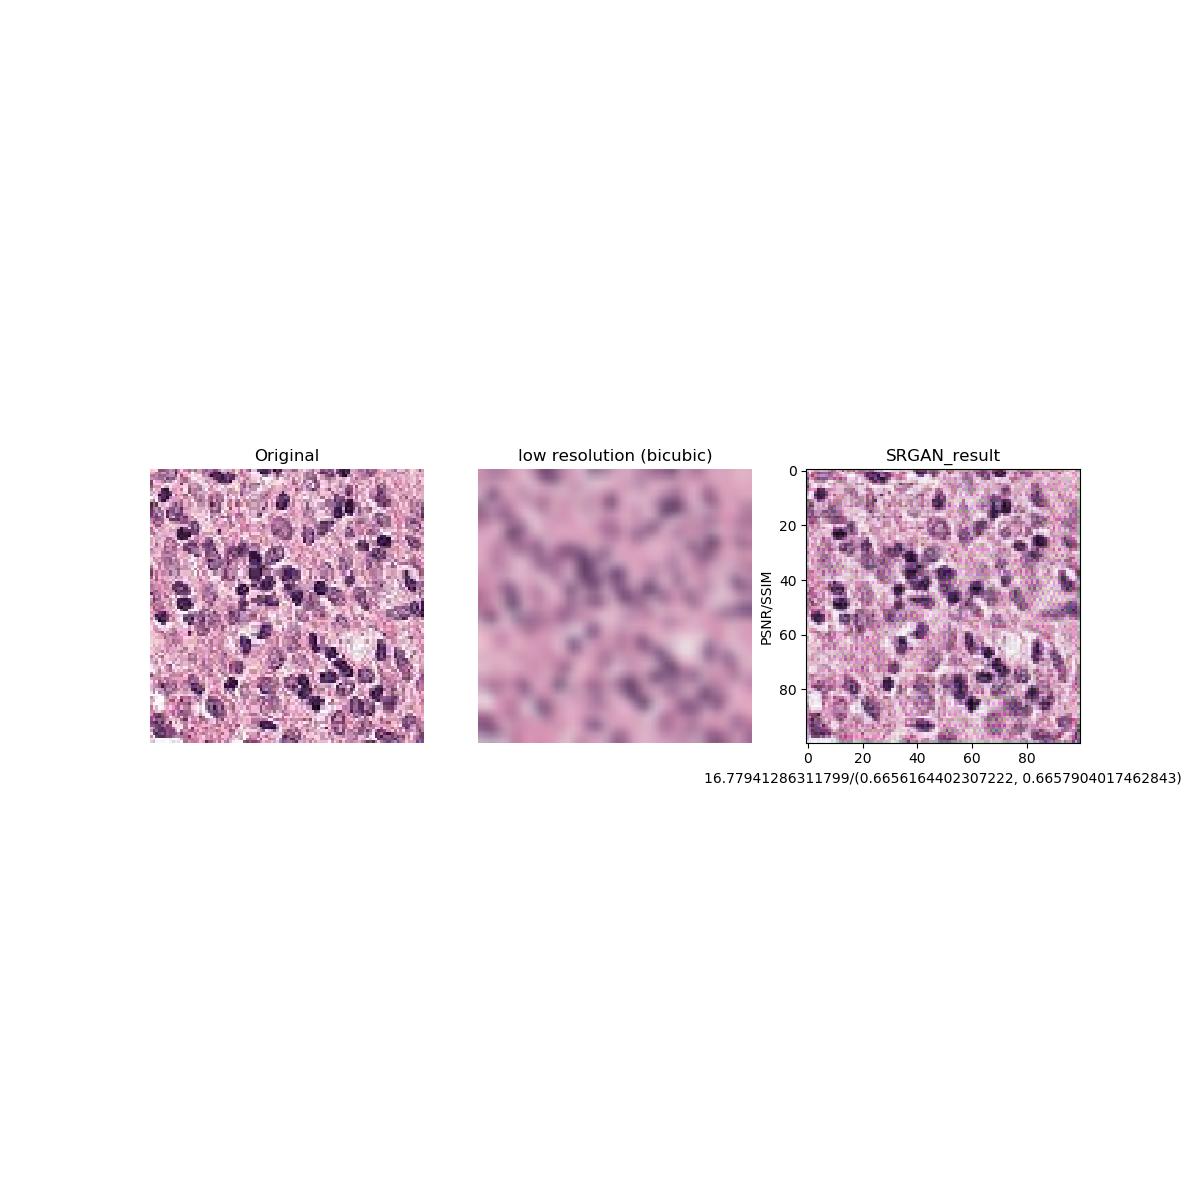 Original
low resolution (bicubic)
SRGAN_result
0
20
40
60
80
PSNR/SSIM
0 20 40 60 80
16.77941286311799/(0.6656164402307222, 0.6657904017462843)